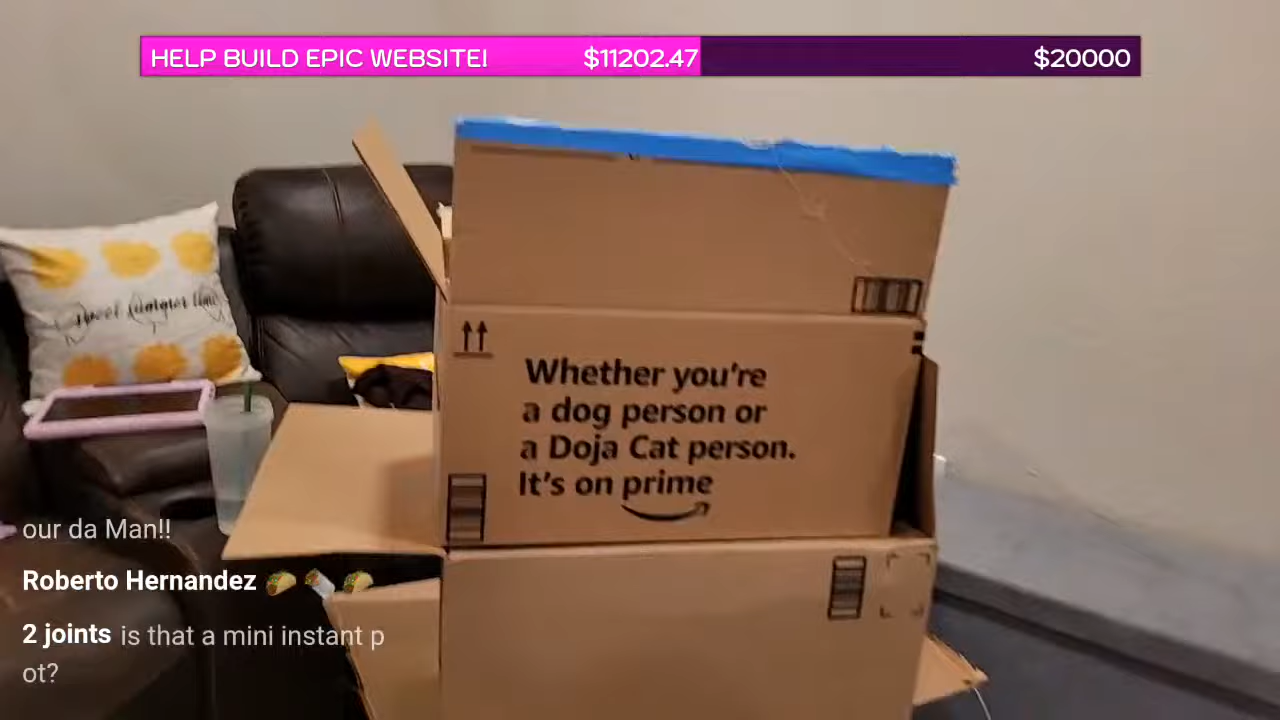 HELP BUILD EPIC WEBSITE! $11202.47 $20000
Whether you're
a dog person or
a Doja Cat person.
It's on prime
our da Man!!
Roberto Hernandez 🌮 🌯 🌮
2 joints is that a mini instant p
ot?